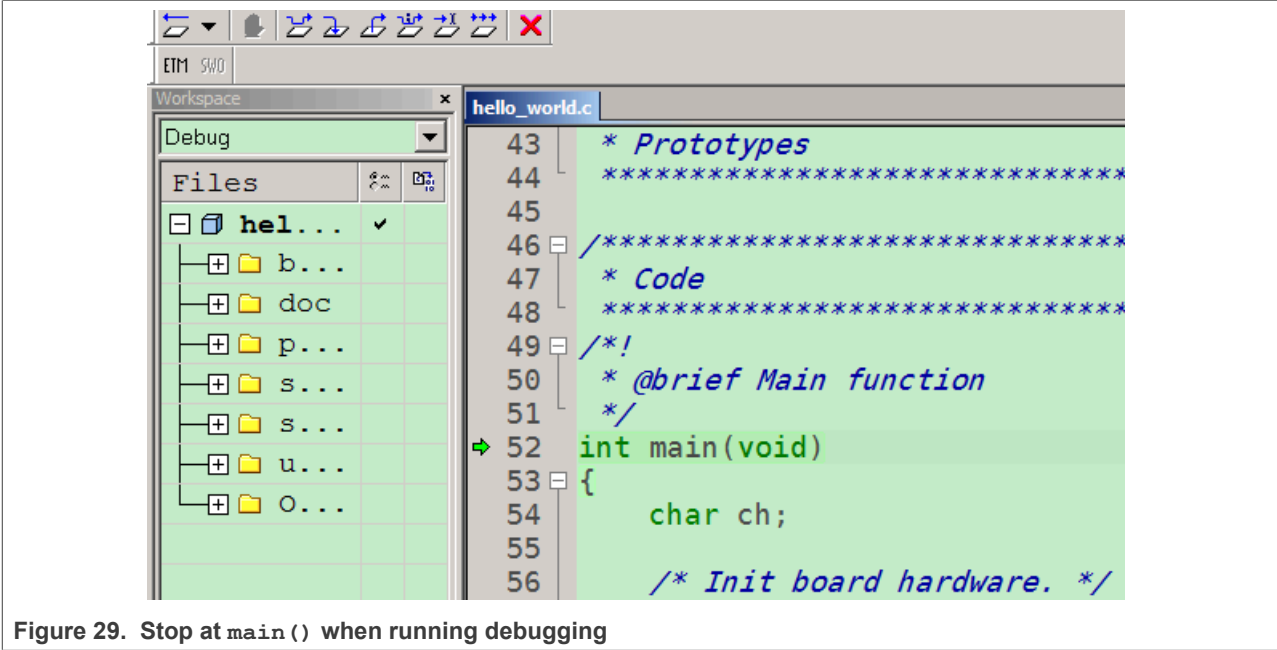 ETM SWO
Workspace
Debug
Files
hel...
b...
doc
p...
s...
s...
u...
O...
hello_world.c
43 * Prototypes
44 *******************************
45
46 /*******************************
47 * Code
48 *******************************
49 /*!
50 * @brief Main function
51 */
52 int main(void)
53 {
54 char ch;
55
56 /* Init board hardware. */
Figure 29. Stop at main() when running debugging